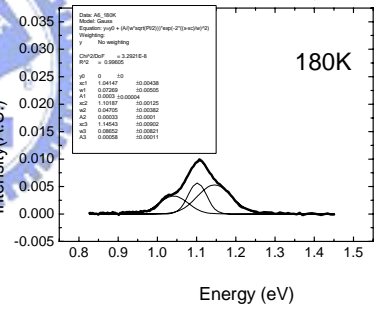 Data: A6_180K
Model: Gauss
Equation: y=y0 + (A/(w*sqrt(PI/2)))*exp(-2*((x-xc)/w)^2)
Weighting:
y No weighting
Chi^2/DoF = 3.2921E-8
R^2 = 0.99605
y0 0 ±0
xc1 1.04147 ±0.00438
w1 0.07269 ±0.00505
A1 0.0003 ±0.00004
xc2 1.10187 ±0.00125
w2 0.04705 ±0.00382
A2 0.00033 ±0.0001
xc3 1.14543 ±0.00902
w3 0.08652 ±0.00821
A3 0.00058 ±0.00011
180K
0.035
0.030
0.025
0.020
0.015
0.010
0.005
0.000
-0.005
0.8 0.9 1.0 1.1 1.2 1.3 1.4 1.5
Energy (eV)